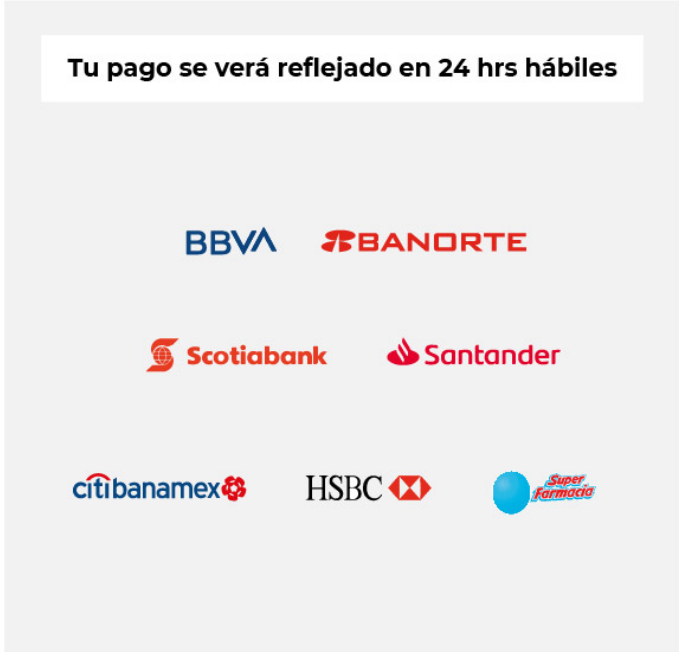 Tu pago se verá reflejado en 24 hrs hábiles
BBVA BANORTE
Scotiabank Santander
citibanamex HSBC Super
Farmacia